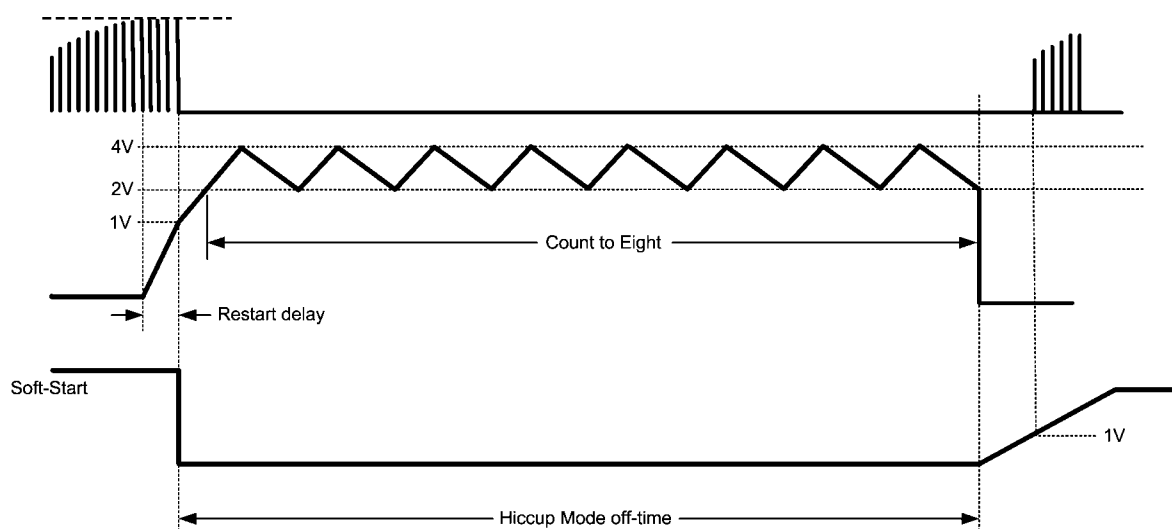 4V
2V
1V
Count to Eight
Restart delay
Soft-Start
1V
Hiccup Mode off-time